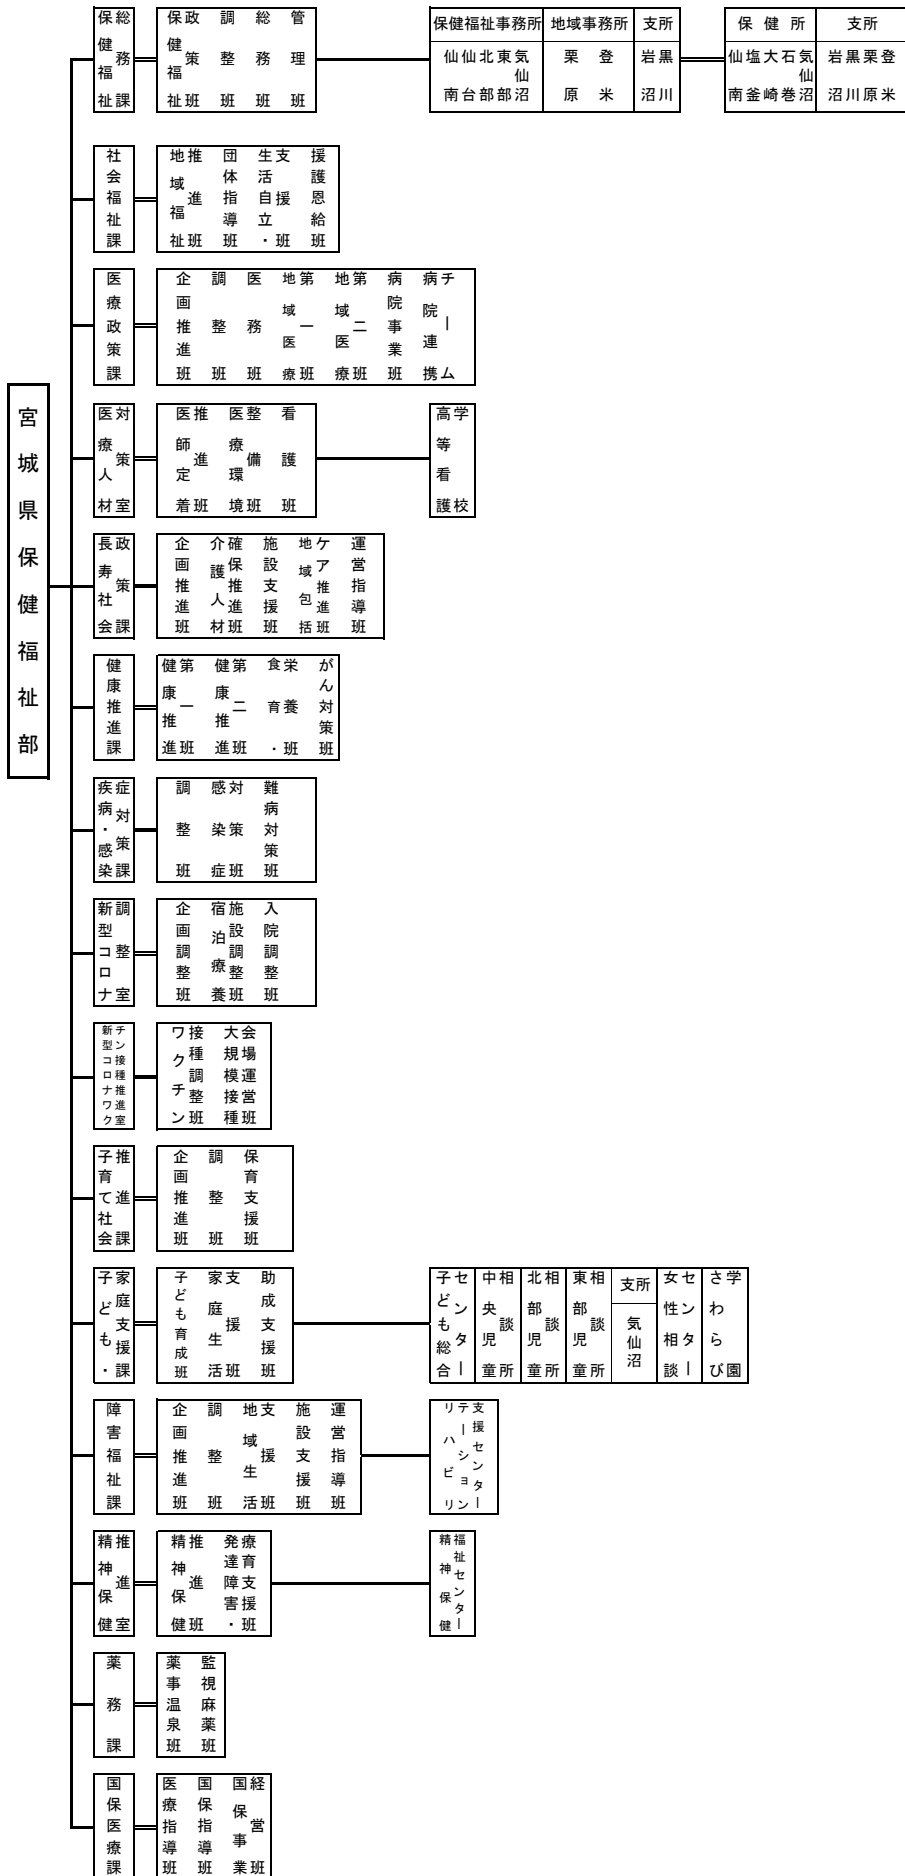 宮城県保健福祉部
保健福祉総務課
保健福祉政策班
調整班
総務班
管理班
保健福祉事務所
仙南
仙台
北部
東部
気仙沼
地域事務所
栗原
登米
支所
岩沼
黒川
保健所
仙南
塩釜
大崎
石巻
気仙沼
支所
岩沼
黒川
栗原
登米
社会福祉課
地域福祉推進班
団体指導班
生活自立・支援班
援護恩給班
医療政策課
企画推進班
調整班
医務班
地域医療第一班
地域医療第二班
病院事業班
病院連携チーム
医療人材対策室
医師定着推進班
医療環境整備班
看護班
高等看護学校
長寿社会政策課
企画推進班
介護人材確保推進班
施設支援班
地域包括ケア推進班
運営指導班
健康推進課
健康推進第一班
健康推進第二班
食育・栄養班
がん対策班
疾病・感染症対策課
調整班
感染症対策班
難病対策班
新型コロナ調整室
企画調整班
宿泊療養施設調整班
入院調整班
新型コロナワクチン接種推進室
ワクチン接種調整班
大規模接種会場運営班
子育て社会推進課
企画推進班
調整班
保育支援班
子ども・家庭支援課
子ども育成班
家庭生活支援班
助成支援班
子ども総合センター
中央児童相談所
北部児童相談所
東部児童相談所
支所
気仙沼
女性相談センター
さわらび学園
障害福祉課
企画推進班
調整班
地域生活支援班
施設支援班
運営指導班
リハビリテーション支援センター
精神保健推進室
精神保健推進班
発達障害・療育支援班
精神保健福祉センター
薬務課
薬事温泉班
監視麻薬班
国保医療課
医療指導班
国保指導班
国保事業経営班